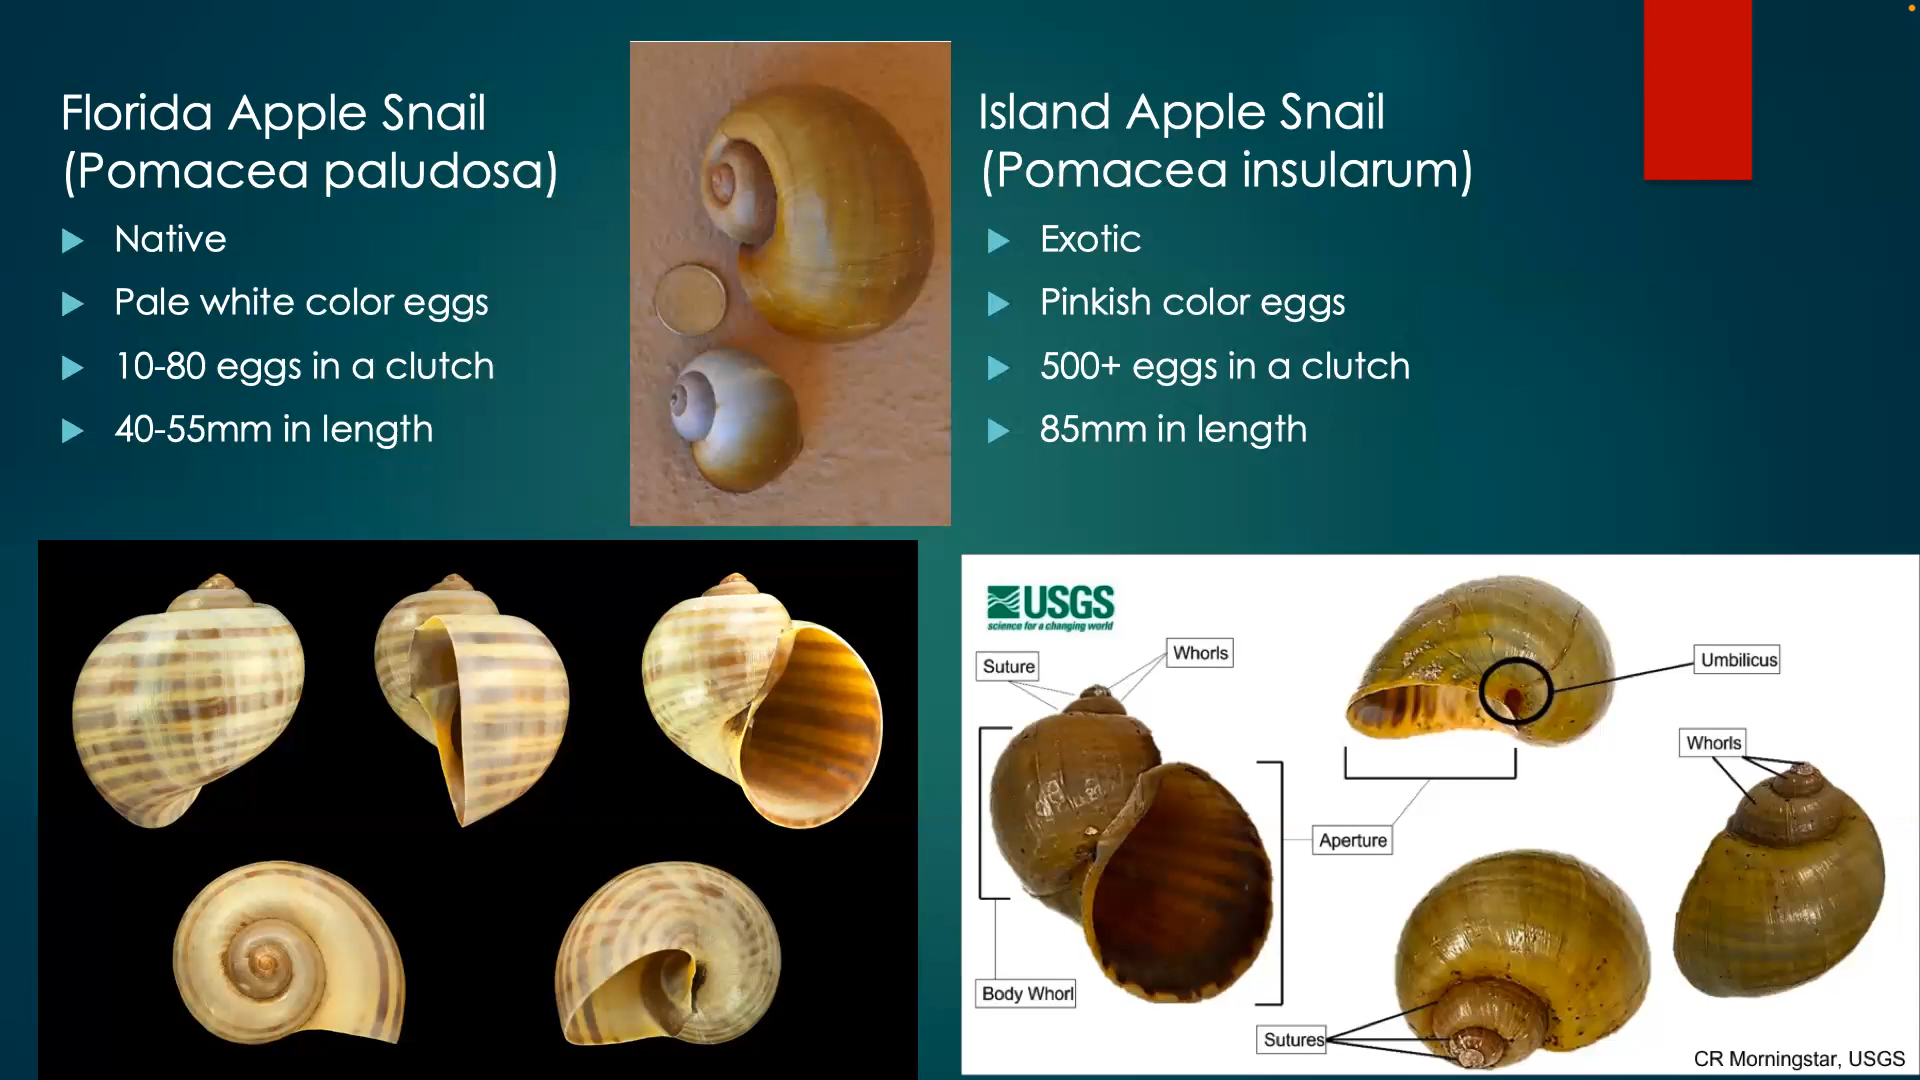 Florida Apple Snail
(Pomacea paludosa)
Native
Pale white color eggs
10-80 eggs in a clutch
40-55mm in length
Island Apple Snail
(Pomacea insularum)
Exotic
Pinkish color eggs
500+ eggs in a clutch
85mm in length
USGS
science for a changing world
Suture
Whorls
Umbilicus
Whorls
Aperture
Body Whorl
Sutures
CR Morningstar, USGS